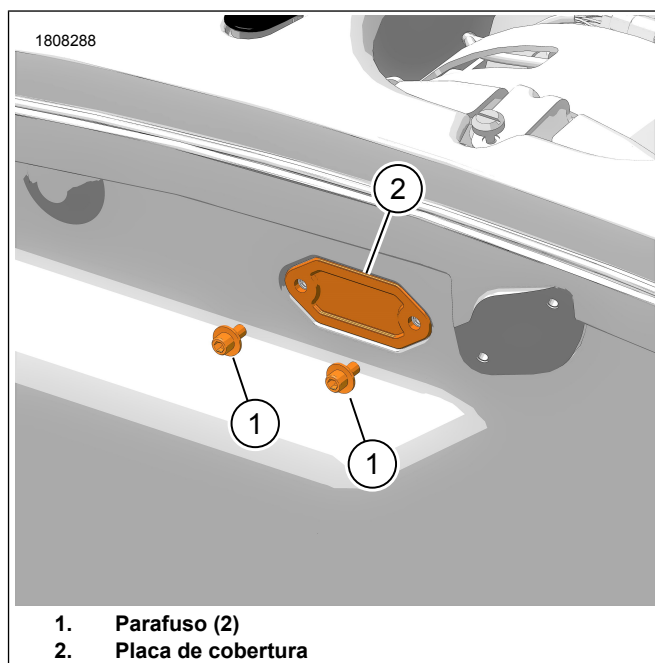 1808288
2
1
1
1. Parafuso (2)
2. Placa de cobertura